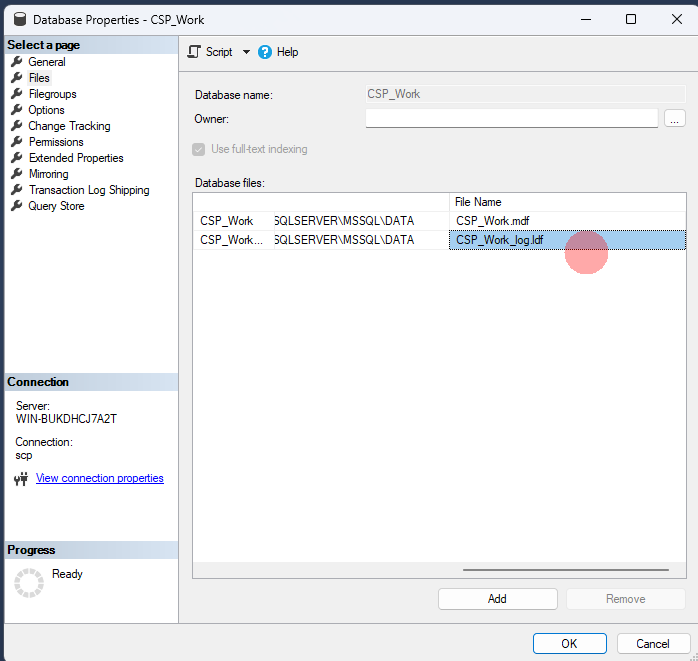 Database Properties - CSP_Work
Select a page
General
Files
Filegroups
Options
Change Tracking
Permissions
Extended Properties
Mirroring
Transaction Log Shipping
Query Store
Connection
Server:
WIN-BUKDHCJ7A2T
Connection:
scp
View connection properties
Progress
Ready
Script
Help
Database name:
CSP_Work
Owner:
...
Use full-text indexing
Database files:
File Name
CSP_Work SQLSERVER\MSSQL\DATA CSP_Work.mdf
CSP_Work... SQLSERVER\MSSQL\DATA CSP_Work_log.ldf
Add
Remove
OK
Cancel